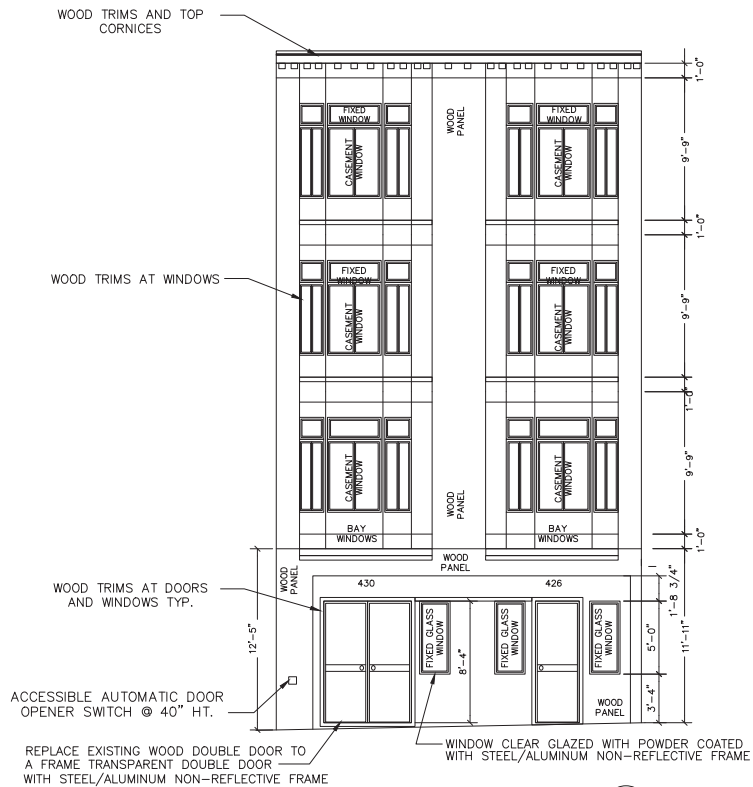 WOOD TRIMS AND TOP
CORNICES
1'-0"
FIXED
WINDOW
CASEMENT
WINDOW
WOOD
PANEL
FIXED
WINDOW
CASEMENT
WINDOW
9'-9"
1'-0"
WOOD TRIMS AT WINDOWS
FIXED
WINDOW
CASEMENT
WINDOW
FIXED
WINDOW
CASEMENT
WINDOW
9'-9"
1'-0"
CASEMENT
WINDOW
WOOD
PANEL
CASEMENT
WINDOW
9'-9"
BAY
WINDOWS
BAY
WINDOWS
1'-0"
WOOD
PANEL
WOOD
PANEL
430
426
1'-8 3/4"
WOOD TRIMS AT DOORS
AND WINDOWS TYP.
12'-5"
FIXED GLASS
WINDOW
8'-4"
FIXED GLASS
WINDOW
FIXED GLASS
WINDOW
5'-0"
11'-11"
3'-4"
WOOD
PANEL
ACCESSIBLE AUTOMATIC DOOR
OPENER SWITCH @ 40" HT.
REPLACE EXISTING WOOD DOUBLE DOOR TO
A FRAME TRANSPARENT DOUBLE DOOR
WITH STEEL/ALUMINUM NON-REFLECTIVE FRAME
WINDOW CLEAR GLAZED WITH POWDER COATED
WITH STEEL/ALUMINUM NON-REFLECTIVE FRAME